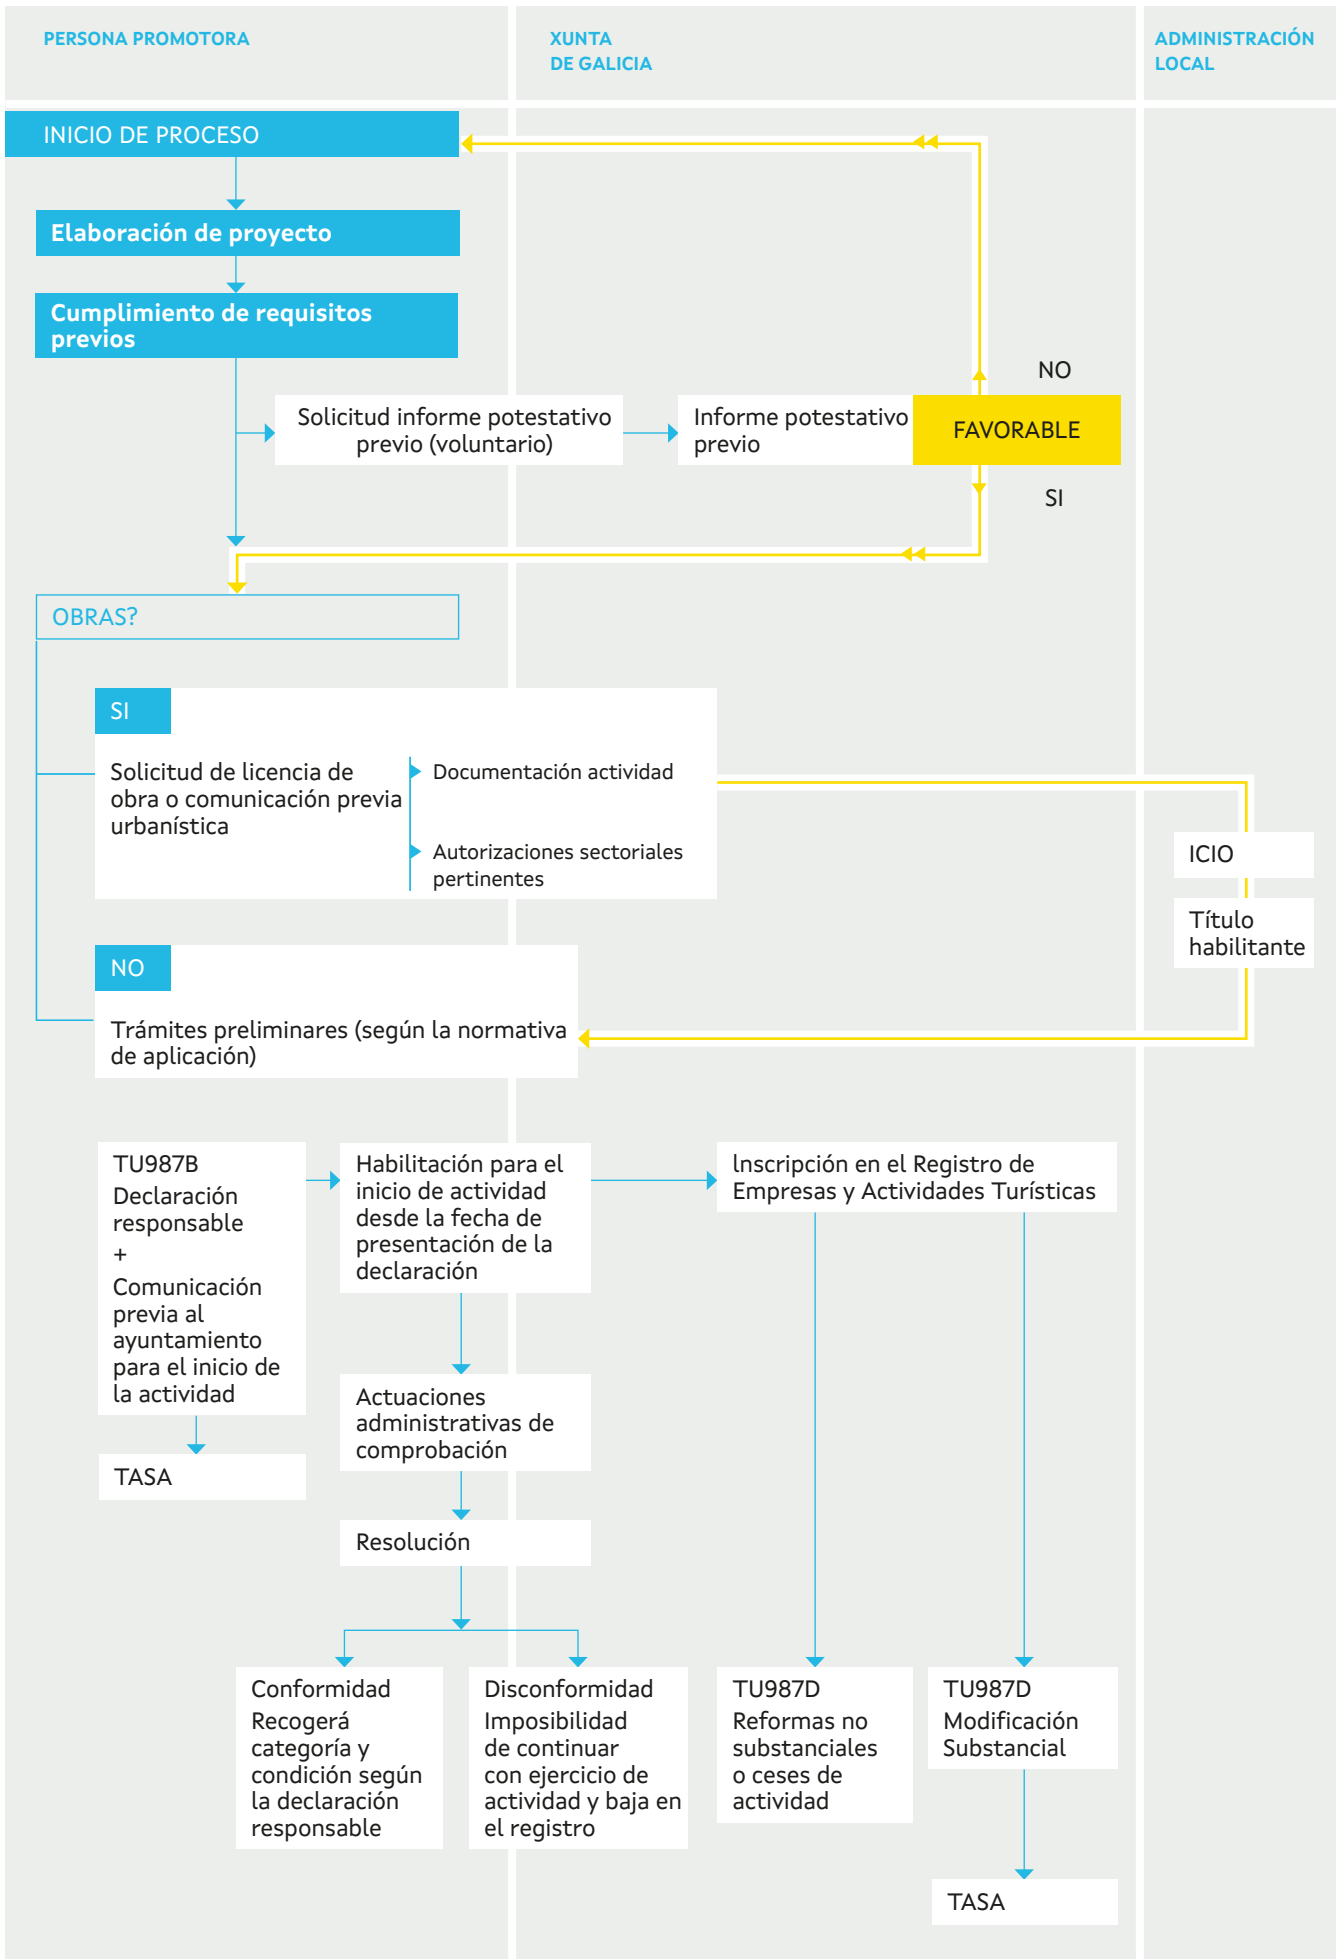 PERSONA PROMOTORA
XUNTA
DE GALICIA
ADMINISTRACIÓN
LOCAL
INICIO DE PROCESO
Elaboración de proyecto
Cumplimiento de requisitos
previos
NO
Solicitud informe potestativo
previo (voluntario)
Informe potestativo
previo
FAVORABLE
SI
OBRAS?
SI
Solicitud de licencia de
obra o comunicación previa
urbanística
Documentación actividad
Autorizaciones sectoriales
pertinentes
ICIO
Título
habilitante
NO
Trámites preliminares (según la normativa
de aplicación)
TU987B
Declaración
responsable
+
Comunicación
previa al
ayuntamiento
para el inicio de
la actividad
TASA
Habilitación para el
inicio de actividad
desde la fecha de
presentación de la
declaración
Inscripción en el Registro de
Empresas y Actividades Turísticas
Actuaciones
administrativas de
comprobación
Resolución
Conformidad
Recogerá
categoría y
condición según
la declaración
responsable
Disconformidad
Imposibilidad
de continuar
con ejercicio de
actividad y baja en
el registro
TU987D
Reformas no
substanciales
o ceses de
actividad
TU987D
Modificación
Substancial
TASA